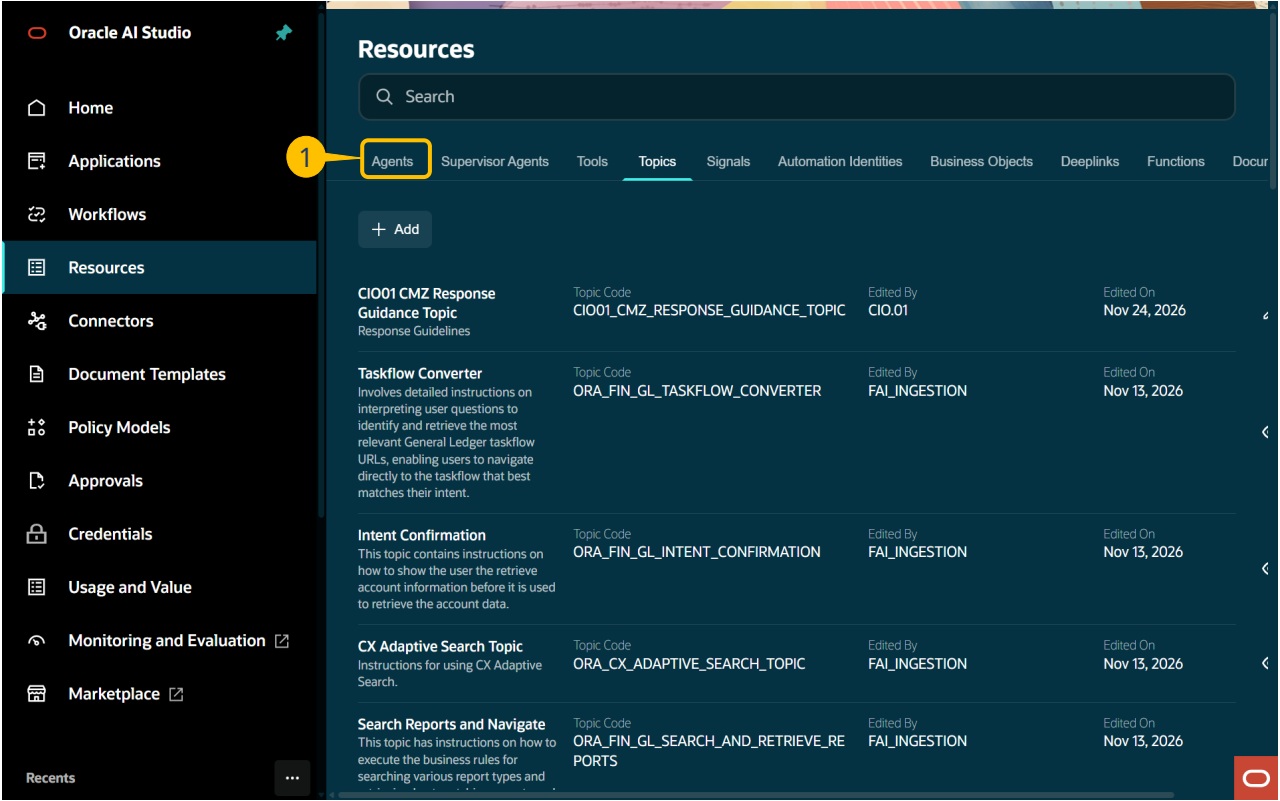 Oracle AI Studio
Home
Applications
Workflows
Resources
Connectors
Document Templates
Policy Models
Approvals
Credentials
Usage and Value
Monitoring and Evaluation
Marketplace
Recents
Resources
Search
1
Agents Supervisor Agents Tools Topics Signals Automation Identities Business Objects Deeplinks Functions Docur
+ Add
CIO01 CMZ Response
Guidance Topic
Response Guidelines
Topic Code
CIO01_CMZ_RESPONSE_GUIDANCE_TOPIC
Edited By
CIO.01
Edited On
Nov 24, 2026
Taskflow Converter
Involves detailed instructions on
interpreting user questions to
identify and retrieve the most
relevant General Ledger taskflow
URLs, enabling users to navigate
directly to the taskflow that best
matches their intent.
Topic Code
ORA_FIN_GL_TASKFLOW_CONVERTER
Edited By
FAI_INGESTION
Edited On
Nov 13, 2026
Intent Confirmation
This topic contains instructions on
how to show the user the retrieve
account information before it is used
to retrieve the account data.
Topic Code
ORA_FIN_GL_INTENT_CONFIRMATION
Edited By
FAI_INGESTION
Edited On
Nov 13, 2026
CX Adaptive Search Topic
Instructions for using CX Adaptive
Search.
Topic Code
ORA_CX_ADAPTIVE_SEARCH_TOPIC
Edited By
FAI_INGESTION
Edited On
Nov 13, 2026
Search Reports and Navigate
This topic has instructions on how to
execute the business rules for
searching various report types and
Topic Code
ORA_FIN_GL_SEARCH_AND_RETRIEVE_RE
PORTS
Edited By
FAI_INGESTION
Edited On
Nov 13, 2026